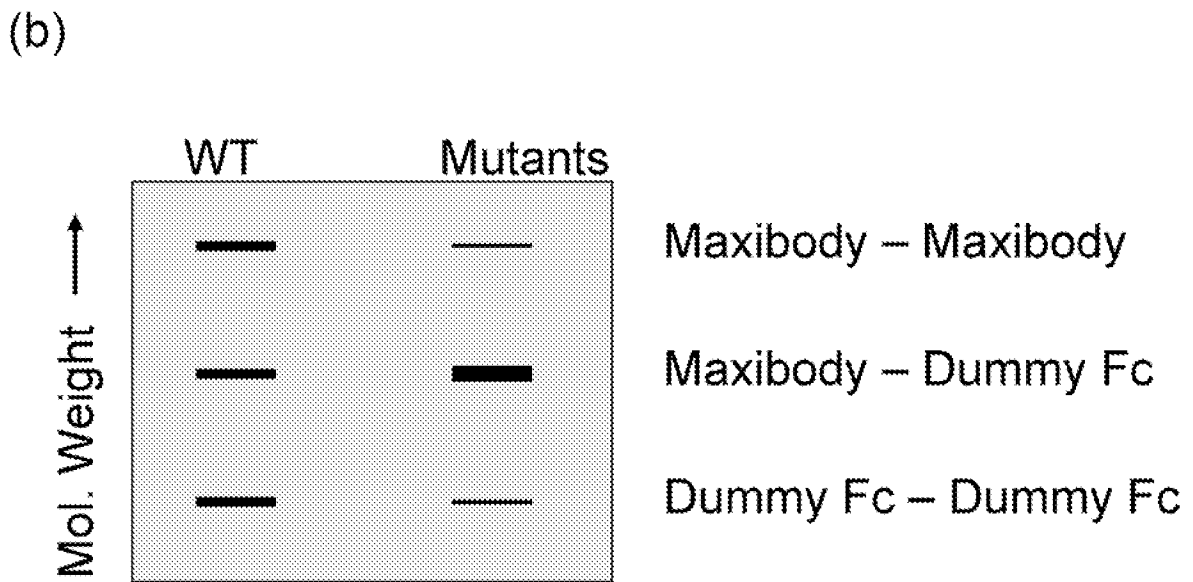 (b)
WT Mutants
Mol. Weight
Maxibody – Maxibody
Maxibody – Dummy Fc
Dummy Fc – Dummy Fc